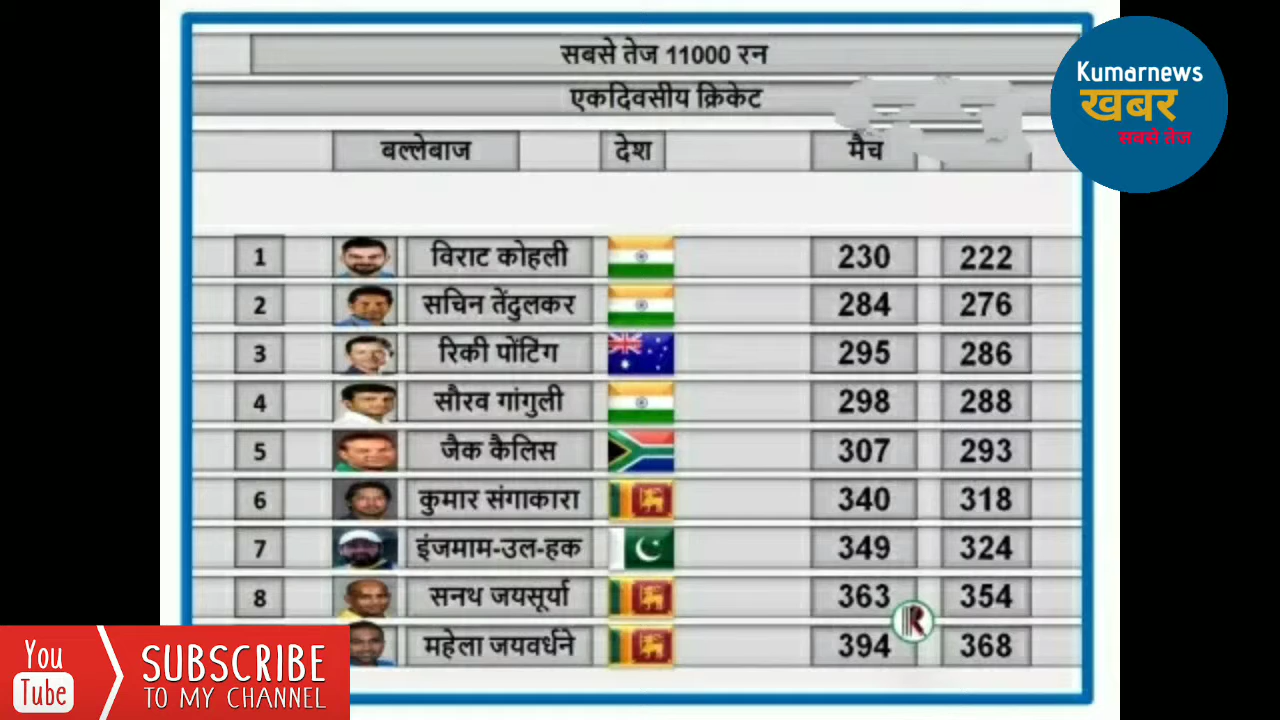 सबसे तेज 11000 रन
एकदिवसीय क्रिकेट
Kumarnews
खबर
सबसे तेज
बल्लेबाज देश मैच
1 विराट कोहली 230 222
2 सचिन तेंदुलकर 284 276
3 रिकी पोंटिंग 295 286
4 सौरव गांगुली 298 288
5 जैक कैलिस 307 293
6 कुमार संगाकारा 340 318
7 इंजमाम-उल-हक 349 324
8 सनथ जयसूर्या 363 354
महेला जयवर्धने 394 368
R
You
Tube
SUBSCRIBE
TO MY CHANNEL